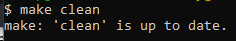 $ make clean
make: 'clean' is up to date.